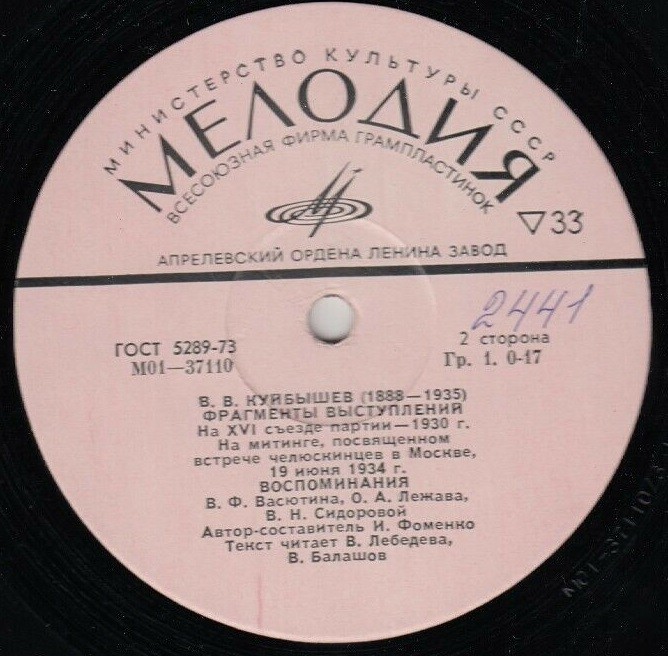 МИНИСТЕРСТВО КУЛЬТУРЫ СССР
МЕЛОДИЯ
ВСЕСОЮЗНАЯ ФИРМА ГРАМПЛАСТИНОК
▽33
АПРЕЛЕВСКИЙ ОРДЕНА ЛЕНИНА ЗАВОД
2441
ГОСТ 5289-73
2 сторона
М01—37110
Гр. 1. 0-17
В. В. КУЙБЫШЕВ (1888—1935)
ФРАГМЕНТЫ ВЫСТУПЛЕНИЙ
На XVI съезде партии—1930 г.
На митинге, посвященном
встрече челюскинцев в Москве,
19 июня 1934 г.
ВОСПОМИНАНИЯ
В. Ф. Васютина, О. А. Лежава,
В. Н. Сидоровой
Автор-составитель И. Фоменко
Текст читает В. Лебедева,
В. Балашов